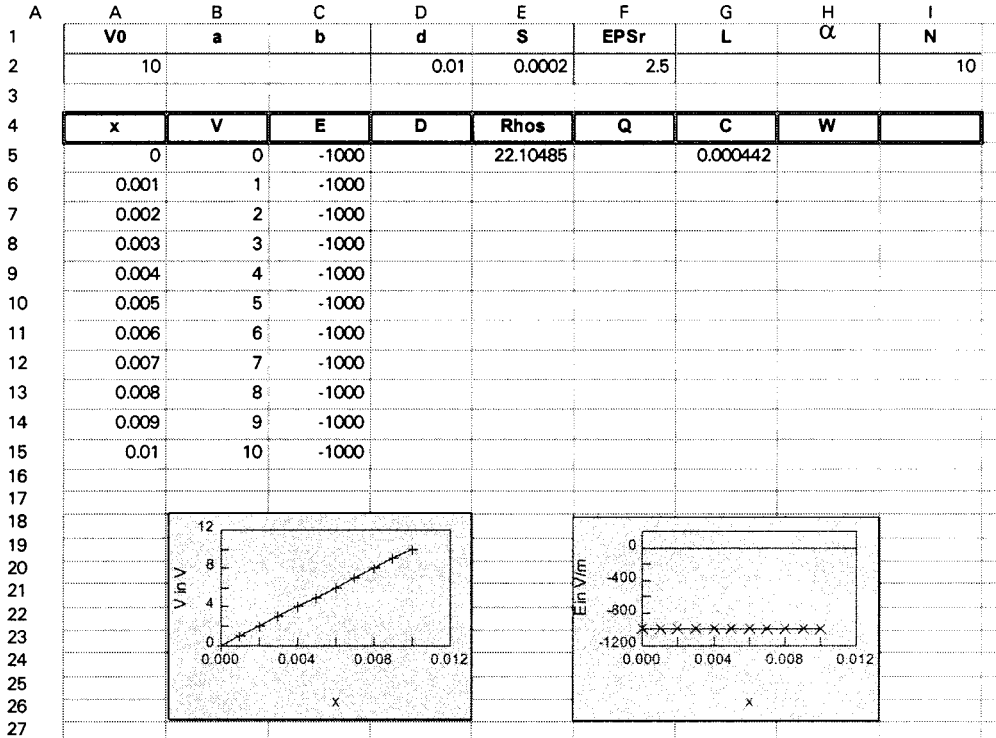 A A B C D E F G H I
1 V0 a b d S EPSr L α N
2 10 0.01 0.0002 2.5 10
3
4 x V E D Rhos Q C W
5 0 0 -1000 22.10485 0.000442
6 0.001 1 -1000
7 0.002 2 -1000
8 0.003 3 -1000
9 0.004 4 -1000
10 0.005 5 -1000
11 0.006 6 -1000
12 0.007 7 -1000
13 0.008 8 -1000
14 0.009 9 -1000
15 0.01 10 -1000
16
17
18
19
20
21
22
23
24
25
26
27
12
8
4
0
V in V
0.000 0.004 0.008 0.012
x
0
-400
-800
-1200
E in V/m
0.000 0.004 0.008 0.012
x